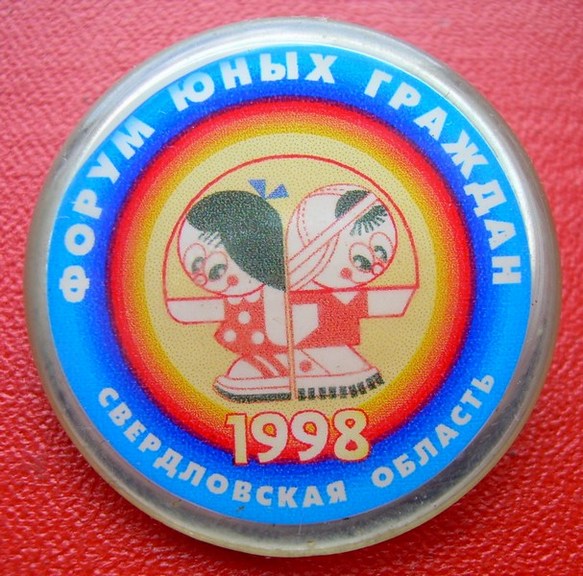 ФОРУМ ЮНЫХ ГРАЖДАН
1998
СВЕРДЛОВСКАЯ ОБЛАСТЬ